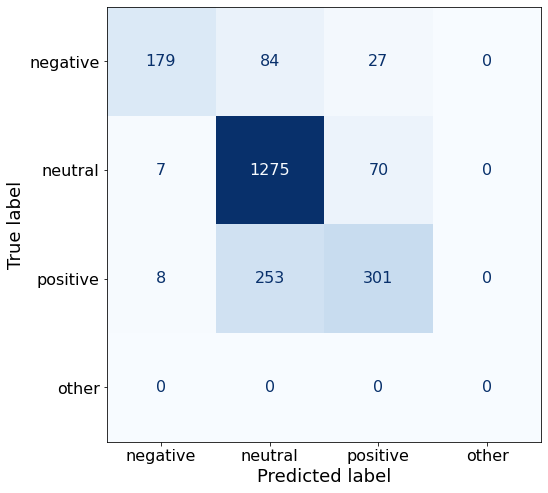 negative 179 84 27 0
neutral 7 1275 70 0
positive 8 253 301 0
other 0 0 0 0
negative neutral positive other
Predicted label
True label